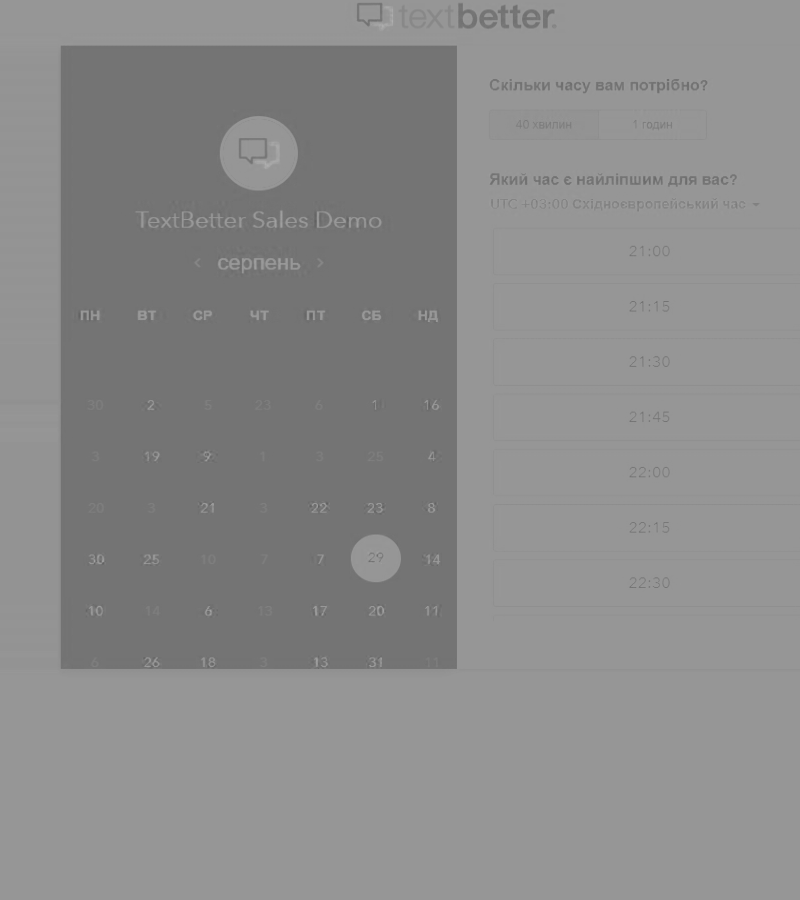 textbetter.
TextBetter Sales Demo
‹ серпень ›
ПН ВТ СР ЧТ ПТ СБ НД
30 2 5 23 6 1 16
3 19 9 1 3 25 4
20 3 21 3 22 23 8
30 25 10 7 7 29 14
10 14 6 13 17 20 11
6 26 18 3 13 31 11
Скільки часу вам потрібно?
40 хвилин 1 годин
Який час є найліпшим для вас?
UTC +03:00 Східноєвропейський час
21:00
21:15
21:30
21:45
22:00
22:15
22:30